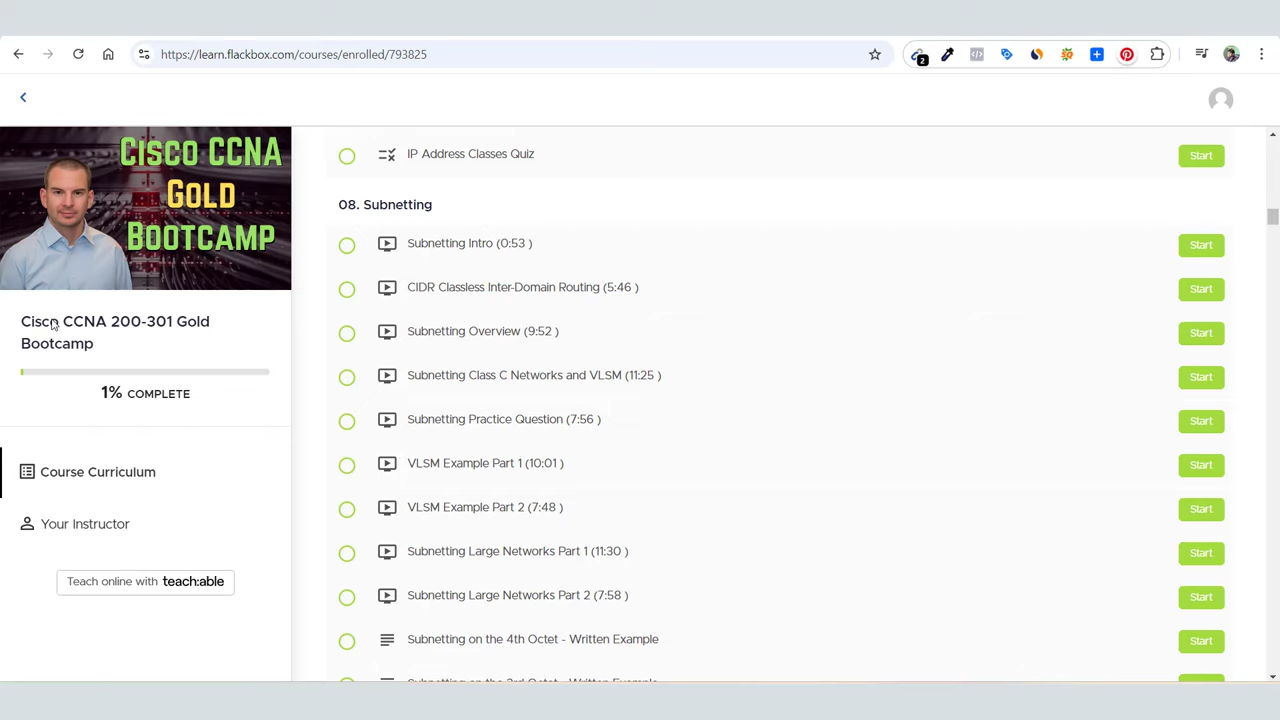 https://learn.flackbox.com/courses/enrolled/793825
2
Cisco CCNA
Gold
Bootcamp
Cisco CCNA 200-301 Gold
Bootcamp
1% COMPLETE
Course Curriculum
Your Instructor
Teach online with teach:able
IP Address Classes Quiz
Start
08. Subnetting
Subnetting Intro (0:53 )
Start
CIDR Classless Inter-Domain Routing (5:46 )
Start
Subnetting Overview (9:52 )
Start
Subnetting Class C Networks and VLSM (11:25 )
Start
Subnetting Practice Question (7:56 )
Start
VLSM Example Part 1 (10:01 )
Start
VLSM Example Part 2 (7:48 )
Start
Subnetting Large Networks Part 1 (11:30 )
Start
Subnetting Large Networks Part 2 (7:58 )
Start
Subnetting on the 4th Octet - Written Example
Start